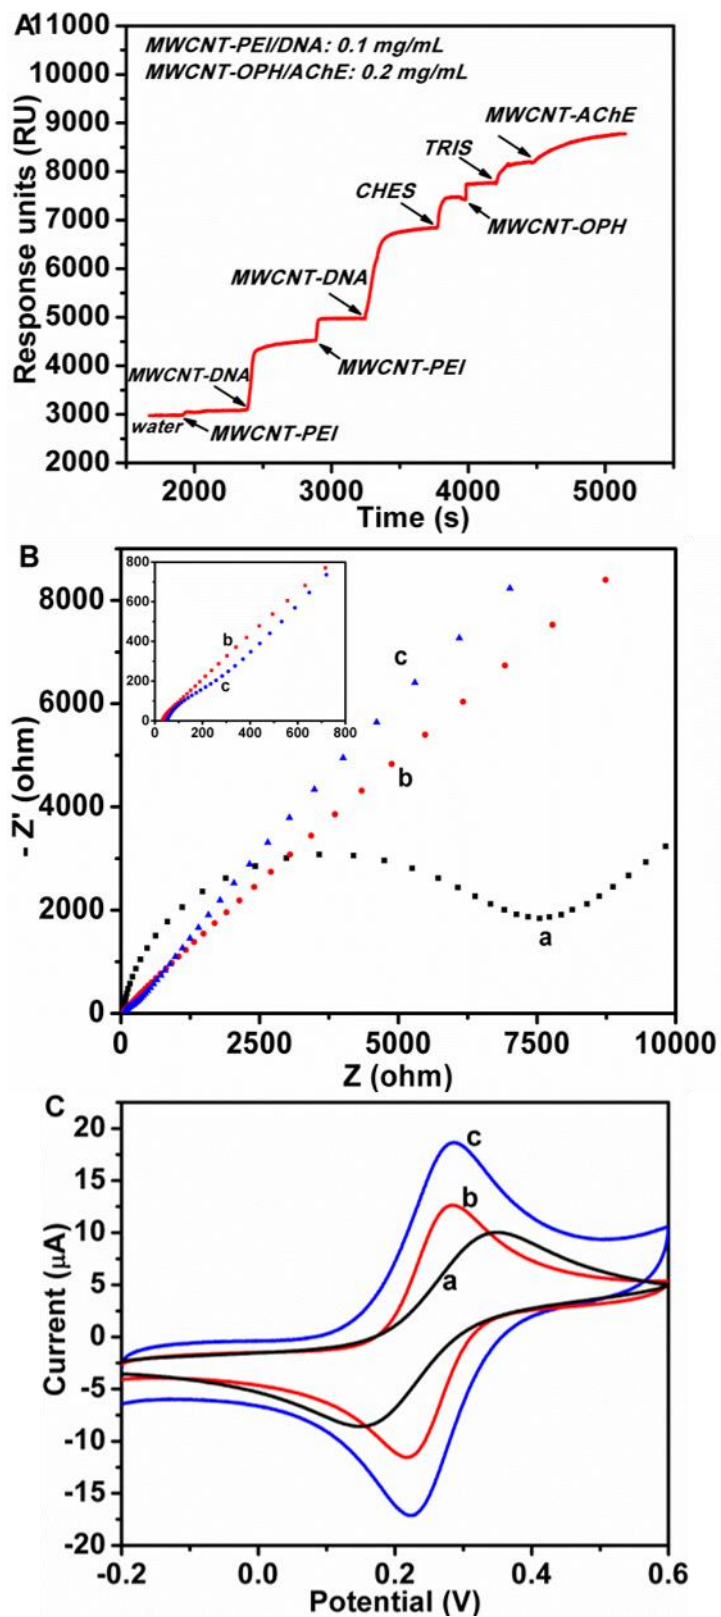 A
MWCNT-PEI/DNA: 0.1 mg/mL
MWCNT-OPH/AChE: 0.2 mg/mL
11000
10000
9000
8000
7000
6000
5000
4000
3000
2000
Response units (RU)
MWCNT-AChE
TRIS
CHES
MWCNT-OPH
MWCNT-DNA
MWCNT-PEI
MWCNT-DNA
water
MWCNT-PEI
2000 3000 4000 5000
Time (s)
B
8000
6000
4000
2000
0
- Z' (ohm)
800
600
400
200
0
b
c
0 200 400 600 800
c
b
a
0 2500 5000 7500 10000
Z (ohm)
C
20
15
10
5
0
-5
-10
-15
-20
Current (μA)
c
b
a
-0.2 0.0 0.2 0.4 0.6
Potential (V)